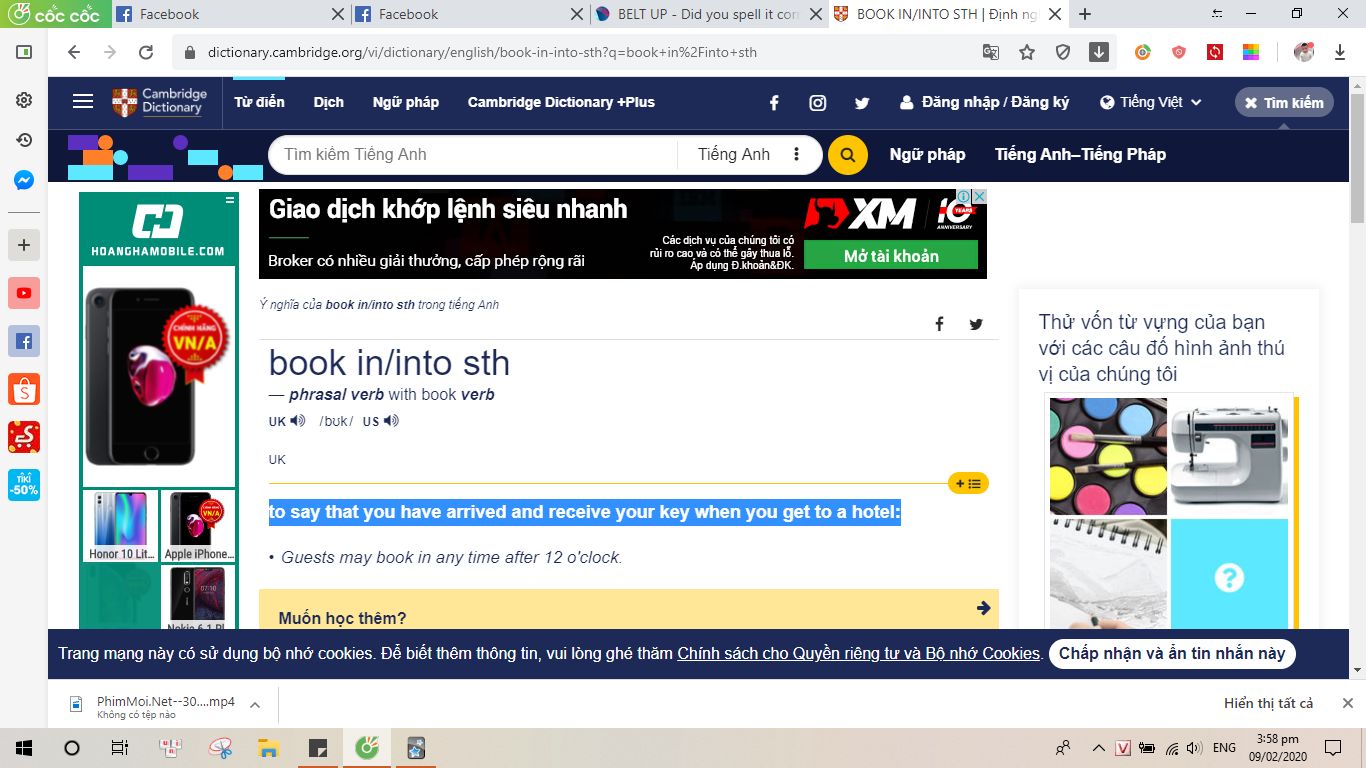 cốc cốc
Facebook
Facebook
BELT UP - Did you spell it corr
BOOK IN/INTO STH | Định ng
dictionary.cambridge.org/vi/dictionary/english/book-in-into-sth?q=book+in%2Finto+sth
Cambridge
Dictionary
Từ điển
Dịch
Ngữ pháp
Cambridge Dictionary +Plus
Đăng nhập / Đăng ký
Tiếng Việt
Tìm kiếm
Tìm kiếm Tiếng Anh
Tiếng Anh
Ngữ pháp
Tiếng Anh–Tiếng Pháp
HOANGHAMOBILE.COM
CHÍNH HÃNG
VN/A
Honor 10 Lit...
Apple iPhone...
VN/A
07:10
Nokia 6.1 Pl
Giao dịch khớp lệnh siêu nhanh
Broker có nhiều giải thưởng, cấp phép rộng rãi
Các dịch vụ của chúng tôi có
rủi ro cao và có thể gây thua lỗ.
Áp dụng Đ.khoản&ĐK.
XM
10
YEARS
ANNIVERSARY
Mở tài khoản
Ý nghĩa của book in/into sth trong tiếng Anh
book in/into sth
— phrasal verb with book verb
UK /bʊk/ US
UK
to say that you have arrived and receive your key when you get to a hotel:
• Guests may book in any time after 12 o'clock.
Muốn học thêm?
Thử vốn từ vựng của bạn
với các câu đố hình ảnh thú
vị của chúng tôi
?
TIKI
-50%
Trang mạng này có sử dụng bộ nhớ cookies. Để biết thêm thông tin, vui lòng ghé thăm Chính sách cho Quyền riêng tư và Bộ nhớ Cookies.
Chấp nhận và ẩn tin nhắn này
PhimMoi.Net--30....mp4
Không có tệp nào
Hiển thị tất cả
ENG
3:58 pm
09/02/2020